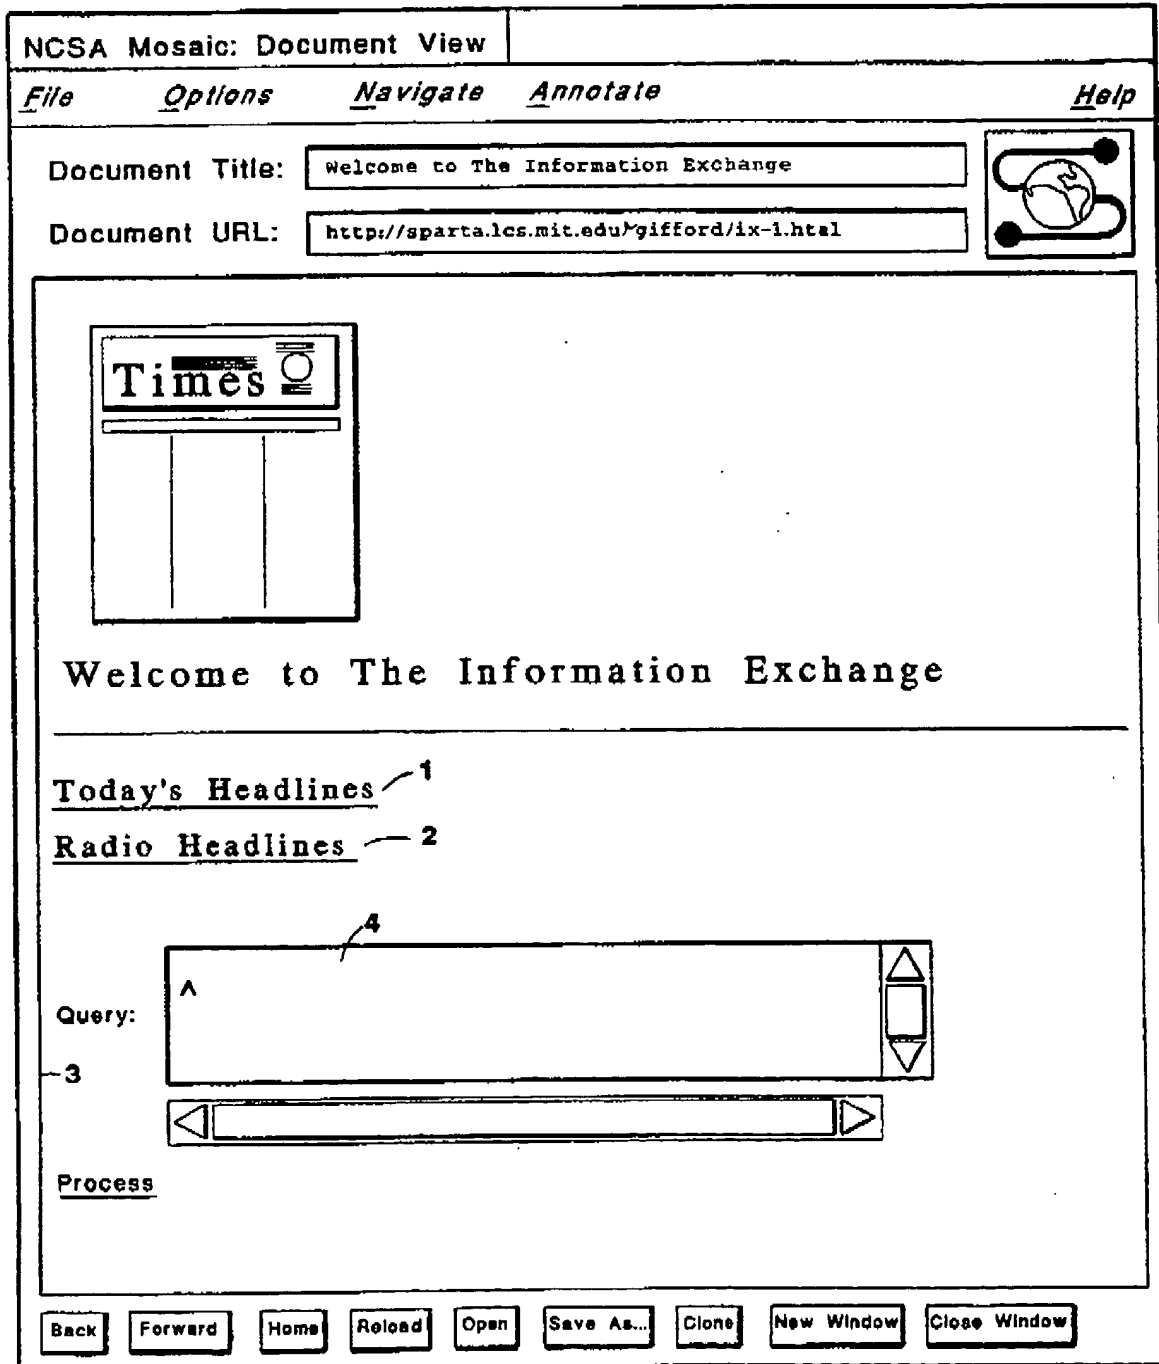 NCSA Mosaic: Document View
File Options Navigate Annotate Help
Document Title: Welcome to The Information Exchange
Document URL: http://sparta.lcs.mit.edu/~gifford/ix-1.html
Times
Welcome to The Information Exchange
Today's Headlines 1
Radio Headlines 2
4
^
Query:
3
Process
Back Forward Home Reload Open Save As... Clone New Window Close Window